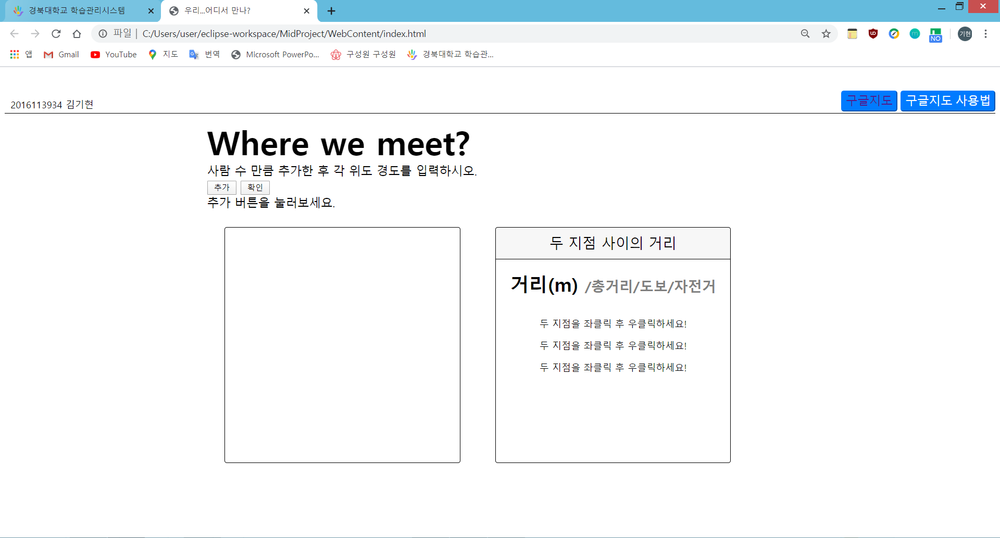 경북대학교 학습관리시스템
우리...어디서 만나?
파일 | C:/Users/user/eclipse-workspace/MidProject/WebContent/index.html
NO
기현
앱 Gmail YouTube 지도 번역 Microsoft PowerPo... 구성원 구성원 경북대학교 학습관...
2016113934 김기현
구글지도 구글지도 사용법
Where we meet?
사람 수 만큼 추가한 후 각 위도 경도를 입력하시오.
추가 확인
추가 버튼을 눌러보세요.
두 지점 사이의 거리
거리(m) /총거리/도보/자전거
두 지점을 좌클릭 후 우클릭하세요!
두 지점을 좌클릭 후 우클릭하세요!
두 지점을 좌클릭 후 우클릭하세요!